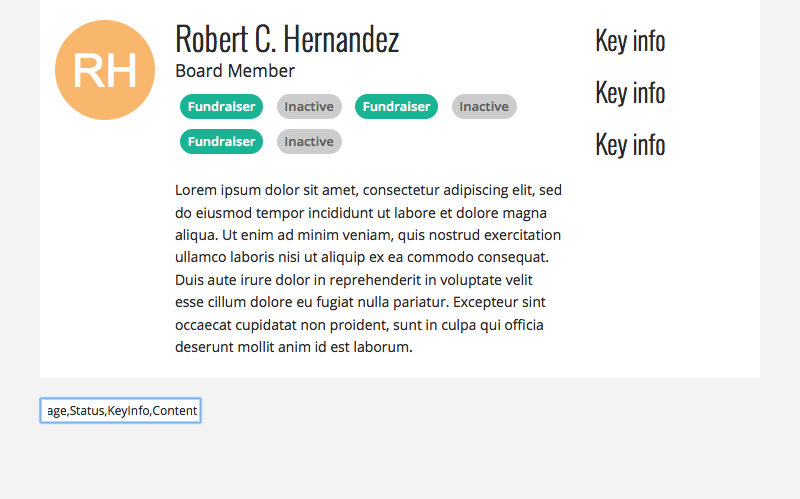 RH
Robert C. Hernandez
Board Member
Fundraiser Inactive Fundraiser Inactive
Fundraiser Inactive
Lorem ipsum dolor sit amet, consectetur adipiscing elit, sed
do eiusmod tempor incididunt ut labore et dolore magna
aliqua. Ut enim ad minim veniam, quis nostrud exercitation
ullamco laboris nisi ut aliquip ex ea commodo consequat.
Duis aute irure dolor in reprehenderit in voluptate velit
esse cillum dolore eu fugiat nulla pariatur. Excepteur sint
occaecat cupidatat non proident, sunt in culpa qui officia
deserunt mollit anim id est laborum.
Key info
Key info
Key info
age,Status,KeyInfo,Content